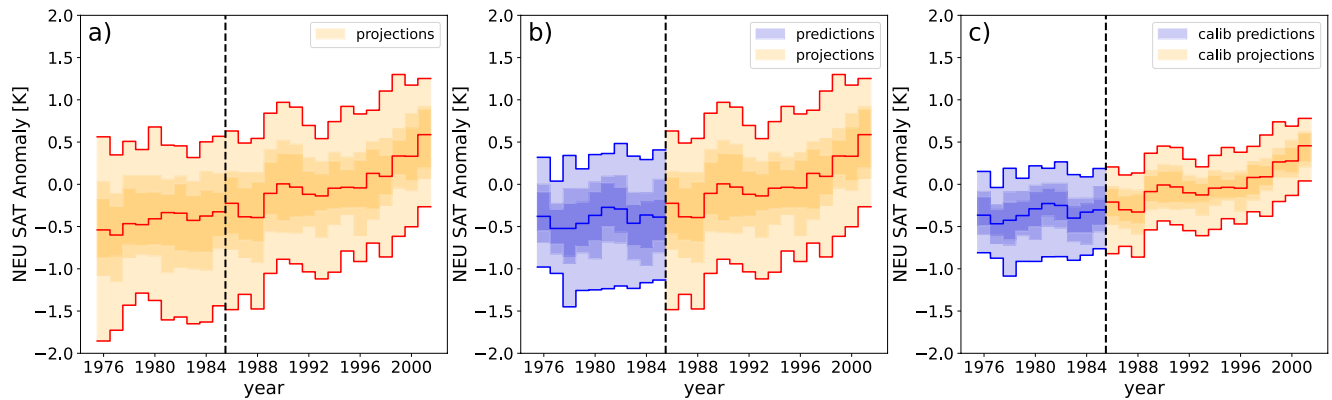 a)
projections
NEU SAT Anomaly [K]
2.0
1.5
1.0
0.5
0.0
−0.5
−1.0
−1.5
−2.0
1976 1980 1984 1988 1992 1996 2000
year
b)
predictions
projections
NEU SAT Anomaly [K]
2.0
1.5
1.0
0.5
0.0
−0.5
−1.0
−1.5
−2.0
1976 1980 1984 1988 1992 1996 2000
year
c)
calib predictions
calib projections
NEU SAT Anomaly [K]
2.0
1.5
1.0
0.5
0.0
−0.5
−1.0
−1.5
−2.0
1976 1980 1984 1988 1992 1996 2000
year